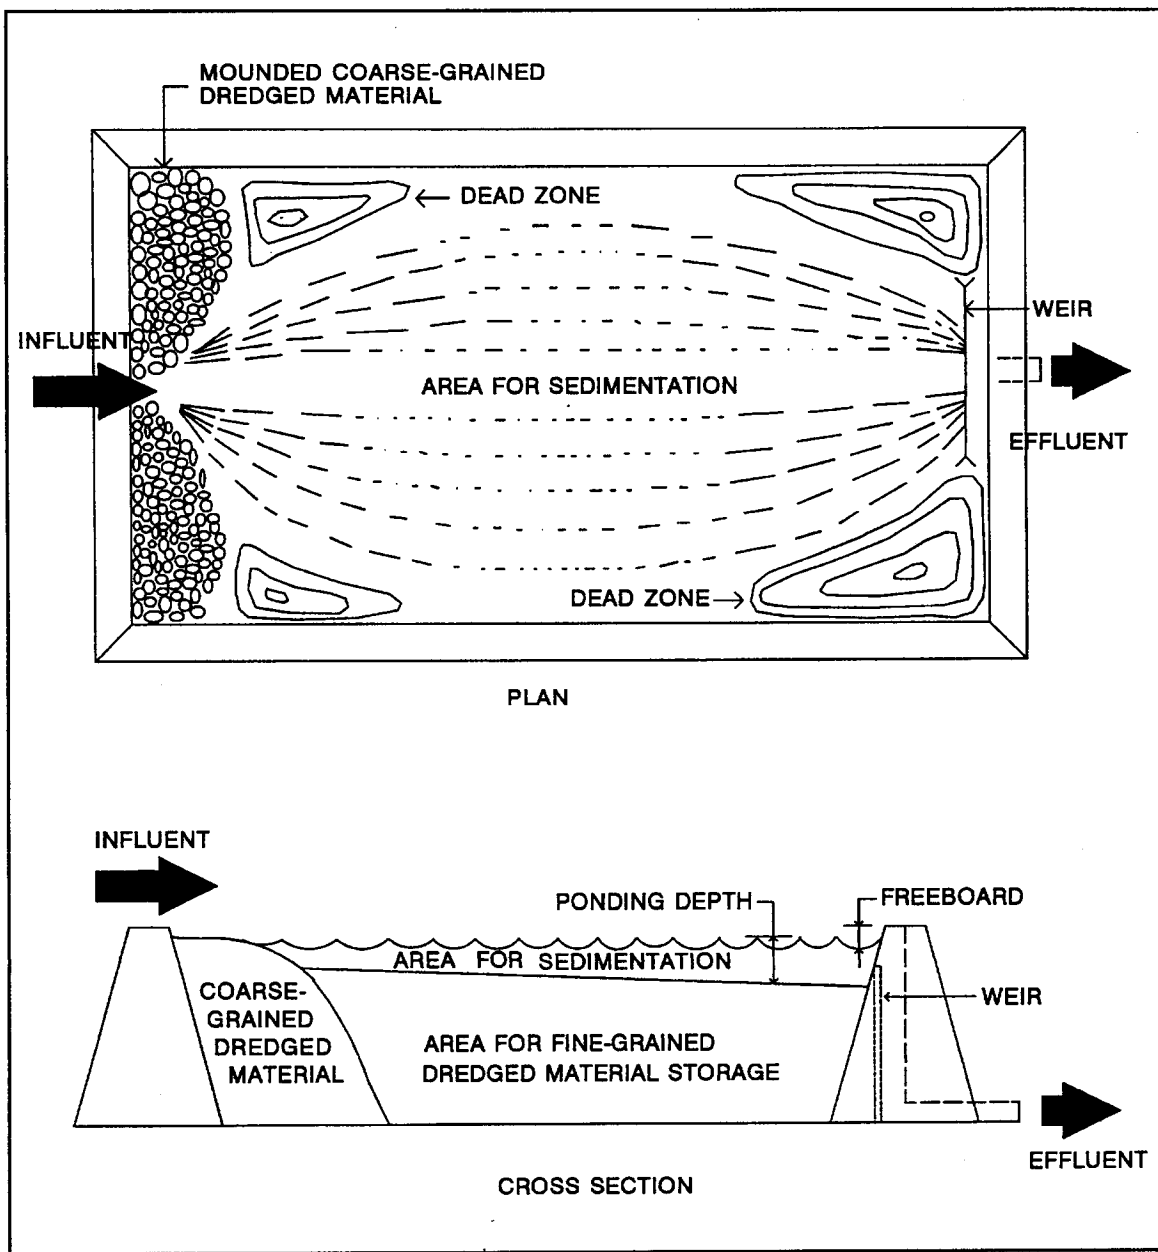 MOUNDED COARSE-GRAINED
DREDGED MATERIAL
DEAD ZONE
WEIR
INFLUENT
AREA FOR SEDIMENTATION
EFFLUENT
DEAD ZONE
PLAN
INFLUENT
PONDING DEPTH
FREEBOARD
AREA FOR SEDIMENTATION
COARSE-
GRAINED
DREDGED
MATERIAL
WEIR
AREA FOR FINE-GRAINED
DREDGED MATERIAL STORAGE
EFFLUENT
CROSS SECTION